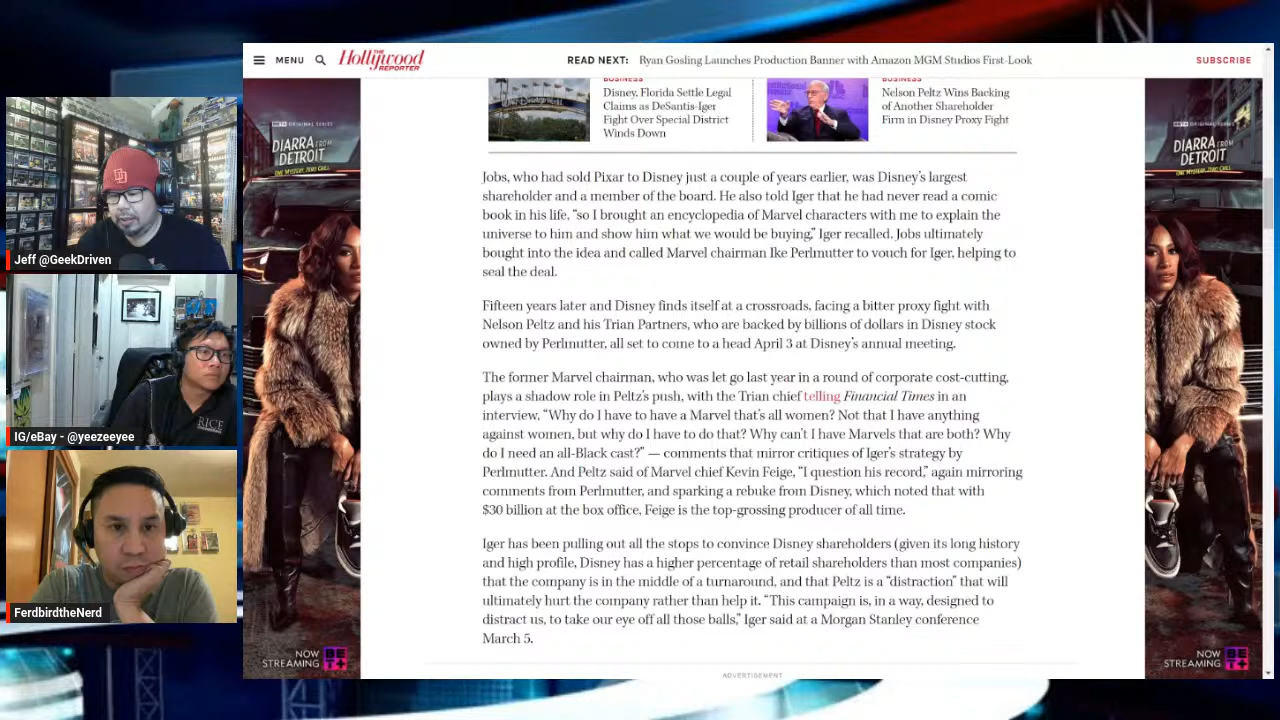 MENU
THE
Hollywood
REPORTER
READ NEXT: Ryan Gosling Launches Production Banner with Amazon MGM Studios First-Look
SUBSCRIBE
BUSINESS
Disney, Florida Settle Legal
Claims as DeSantis-Iger
Fight Over Special District
Winds Down
BUSINESS
Nelson Peltz Wins Backing
of Another Shareholder
Firm in Disney Proxy Fight
Jobs, who had sold Pixar to Disney just a couple of years earlier, was Disney's largest
shareholder and a member of the board. He also told Iger that he had never read a comic
book in his life, “so I brought an encyclopedia of Marvel characters with me to explain the
universe to him and show him what we would be buying,” Iger recalled. Jobs ultimately
bought into the idea and called Marvel chairman Ike Perlmutter to vouch for Iger, helping to
seal the deal.
Fifteen years later and Disney finds itself at a crossroads, facing a bitter proxy fight with
Nelson Peltz and his Trian Partners, who are backed by billions of dollars in Disney stock
owned by Perlmutter, all set to come to a head April 3 at Disney's annual meeting.
The former Marvel chairman, who was let go last year in a round of corporate cost-cutting,
plays a shadow role in Peltz's push, with the Trian chief telling Financial Times in an
interview, “Why do I have to have a Marvel that's all women? Not that I have anything
against women, but why do I have to do that? Why can't I have Marvels that are both? Why
do I need an all-Black cast?” — comments that mirror critiques of Iger's strategy by
Perlmutter. And Peltz said of Marvel chief Kevin Feige, “I question his record,” again mirroring
comments from Perlmutter, and sparking a rebuke from Disney, which noted that with
$30 billion at the box office, Feige is the top-grossing producer of all time.
Iger has been pulling out all the stops to convince Disney shareholders (given its long history
and high profile, Disney has a higher percentage of retail shareholders than most companies)
that the company is in the middle of a turnaround, and that Peltz is a “distraction” that will
ultimately hurt the company rather than help it. “This campaign is, in a way, designed to
distract us, to take our eye off all those balls,” Iger said at a Morgan Stanley conference
March 5.
ADVERTISEMENT
BET+ ORIGINAL SERIES
DIARRA FROM
DETROIT
ONE MYSTERY. ZERO CHILL.
NOW
STREAMING
BET+
BET+ ORIGINAL SERIES
DIARRA FROM
DETROIT
ONE MYSTERY. ZERO CHILL.
NOW
STREAMING
BET+
Jeff @GeekDriven
RICE
IG/eBay - @yeezeeyee
FerdbirdtheNerd